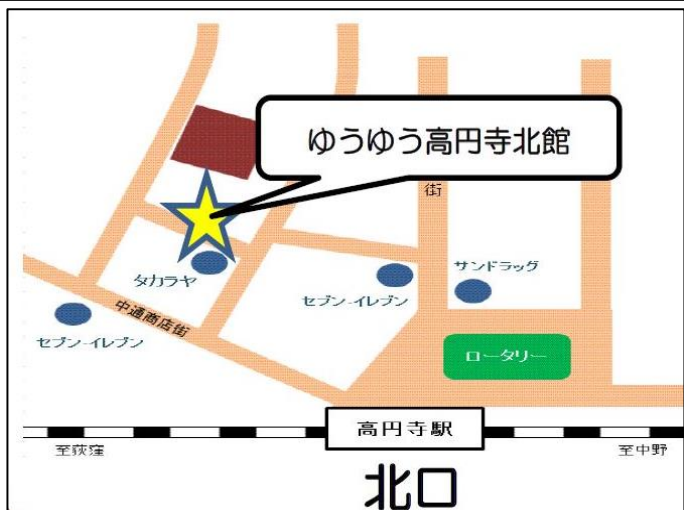 ゆうゆう高円寺北館
街
サンドラッグ
タカラヤ
セブン-イレブン
中通商店街
セブン-イレブン
ロータリー
高円寺駅
至荻窪
至中野
北口